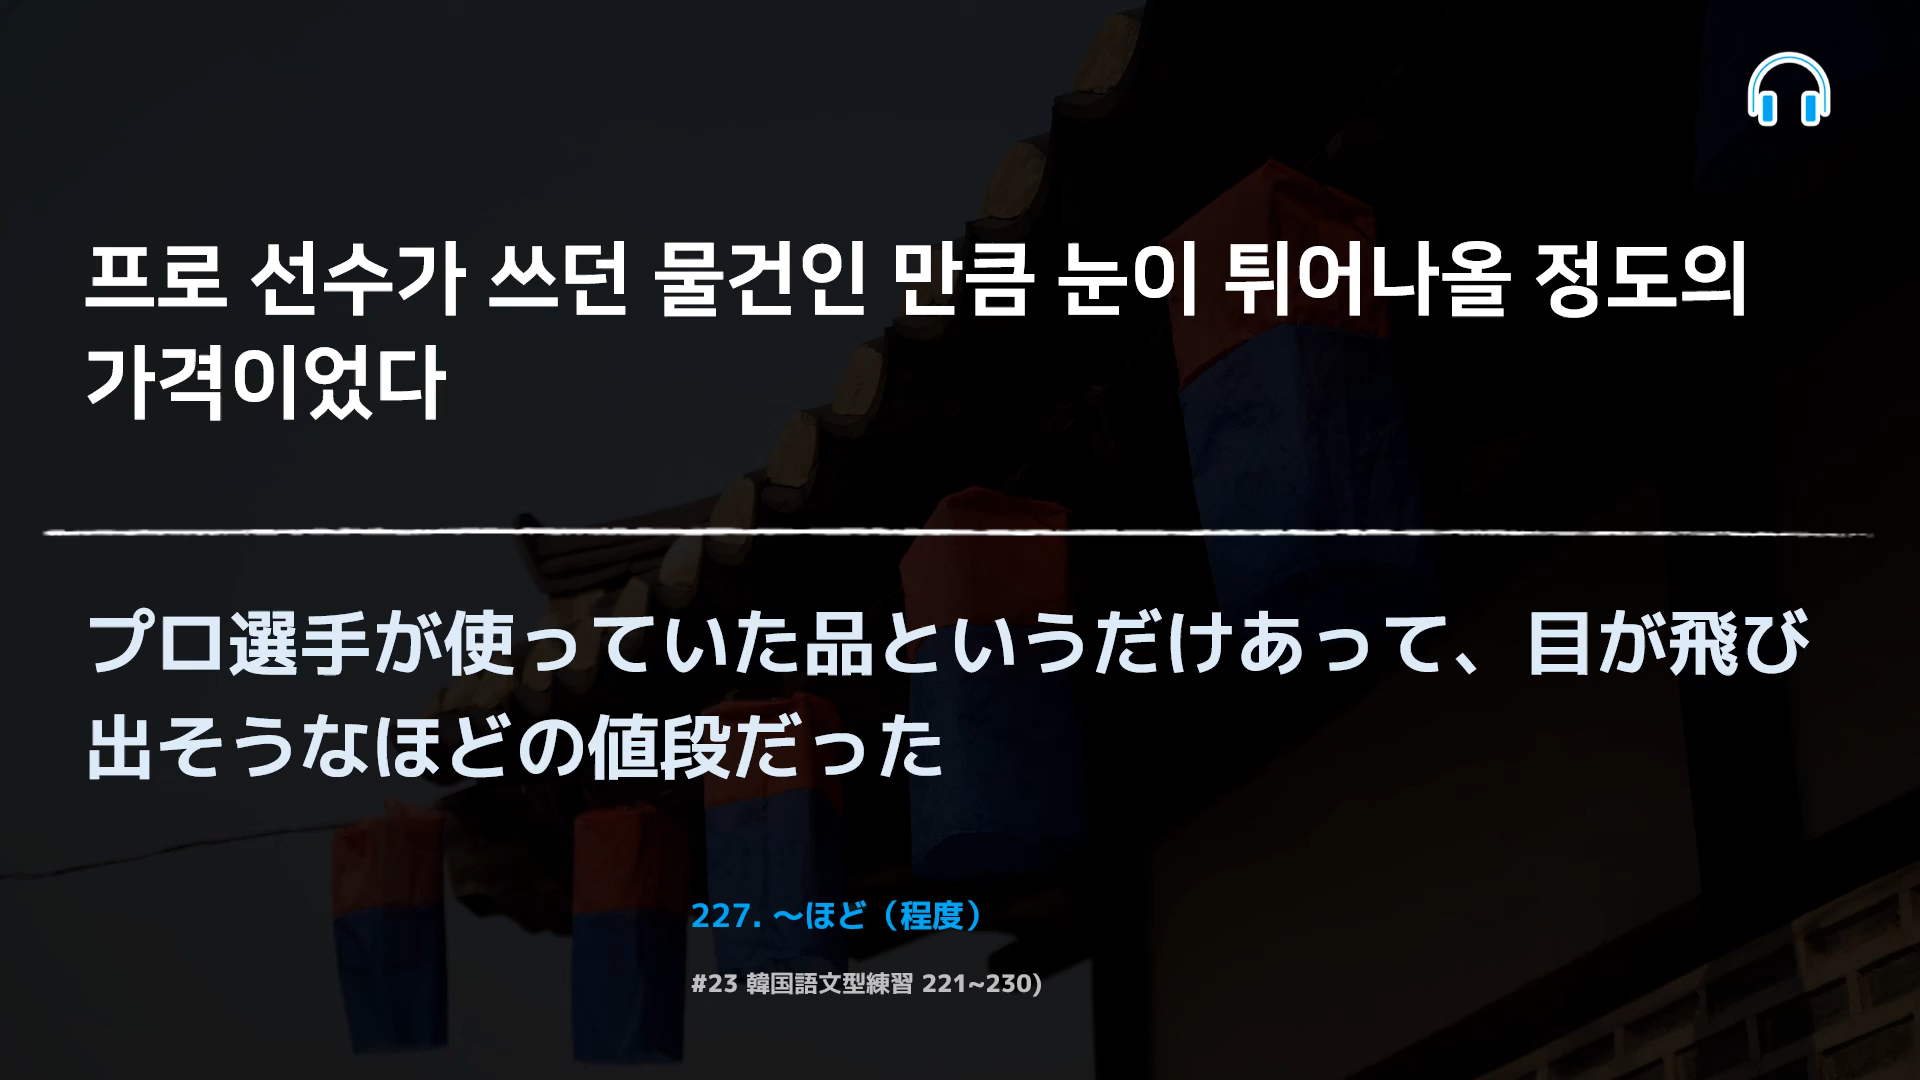 프로 선수가 쓰던 물건인 만큼 눈이 튀어나올 정도의
가격이었다
プロ選手が使っていた品というだけあって、目が飛び
出そうなほどの値段だった
227. ～ほど（程度）
#23 韓国語文型練習 221~230)